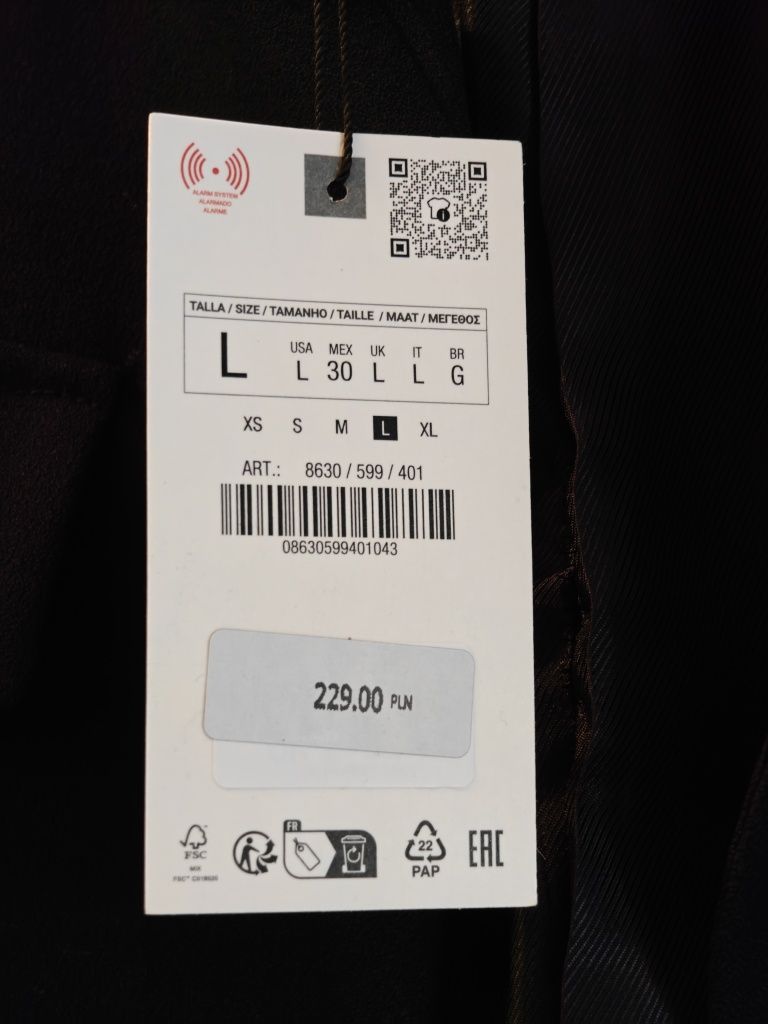 ALARM SYSTEM
ALARMADO
ALARME
TALLA / SIZE / TAMANHO / TAILLE / MAAT / ΜΕΓΕΘΟΣ
L
USA MEX UK IT BR
L 30 L L G
XS S M L XL
ART.: 8630 / 599 / 401
08630599401043
229.00 PLN
FR
FSC
MIX
22
PAP
EAC